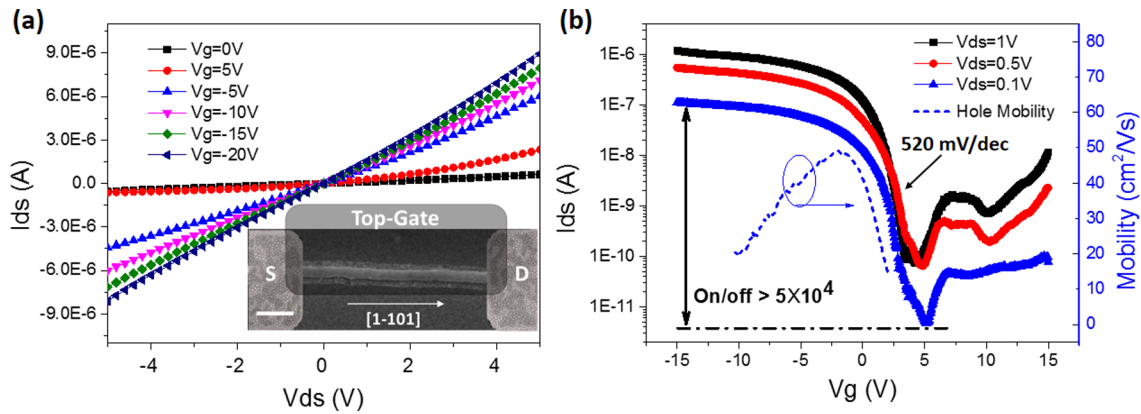 (a)
Vg=0V
Vg=5V
Vg=-5V
Vg=-10V
Vg=-15V
Vg=-20V
9.0E-6
6.0E-6
3.0E-6
0.0
-3.0E-6
-6.0E-6
-9.0E-6
Ids (A)
Top-Gate
S
D
[1-101]
-4
-2
0
2
4
Vds (V)
(b)
Vds=1V
Vds=0.5V
Vds=0.1V
Hole Mobility
520 mV/dec
On/off > 5X10⁴
1E-6
1E-7
1E-8
1E-9
1E-10
1E-11
Ids (A)
80
70
60
50
40
30
20
10
0
Mobility (cm²/Vs)
-15
-10
-5
0
5
10
15
Vg (V)